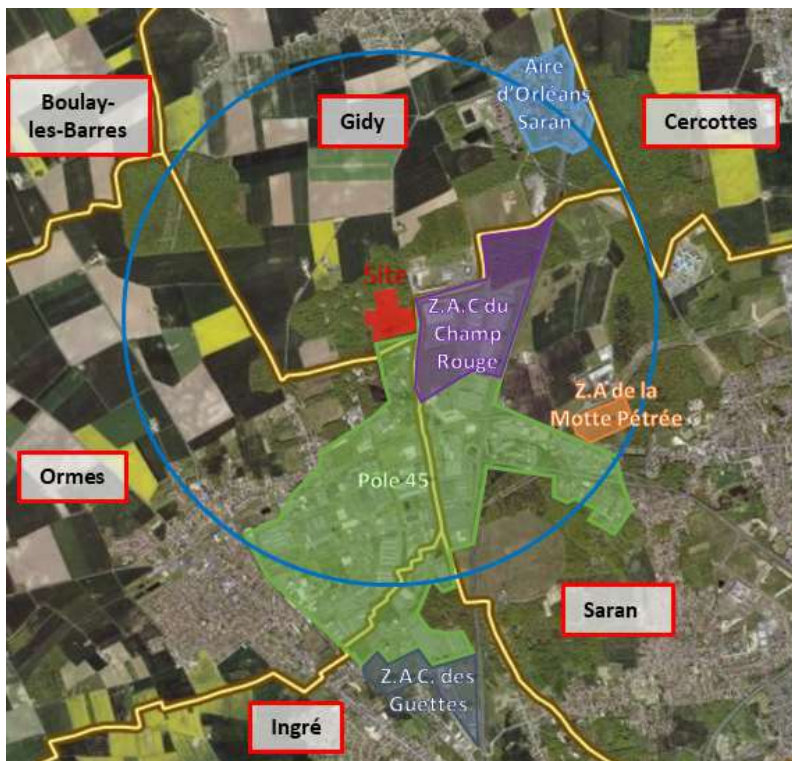 Aire
d'Orléans
Saran
Boulay-
les-Barres
Gidy
Cercottes
Site
Z.A.C du
Champ
Rouge
Z.A de la
Motte Pétrée
Ormes
Pole 45
Saran
Z.A.C. des
Guettes
Ingré